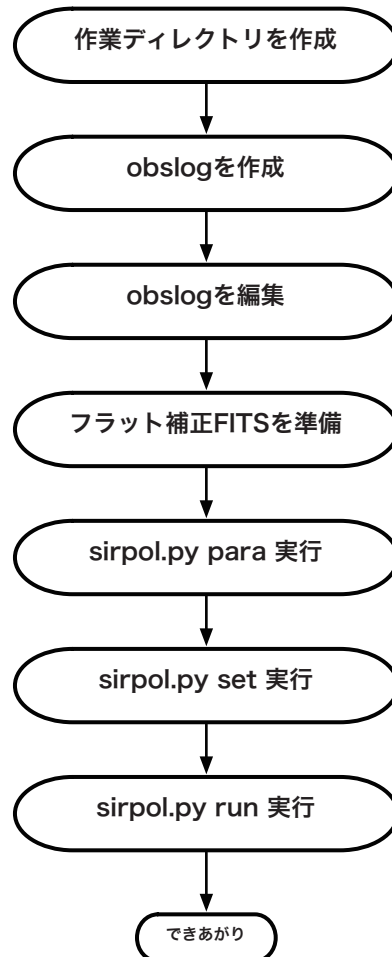 作業ディレクトリを作成
obslogを作成
obslogを編集
フラット補正FITSを準備
sirpol.py para 実行
sirpol.py set 実行
sirpol.py run 実行
できあがり